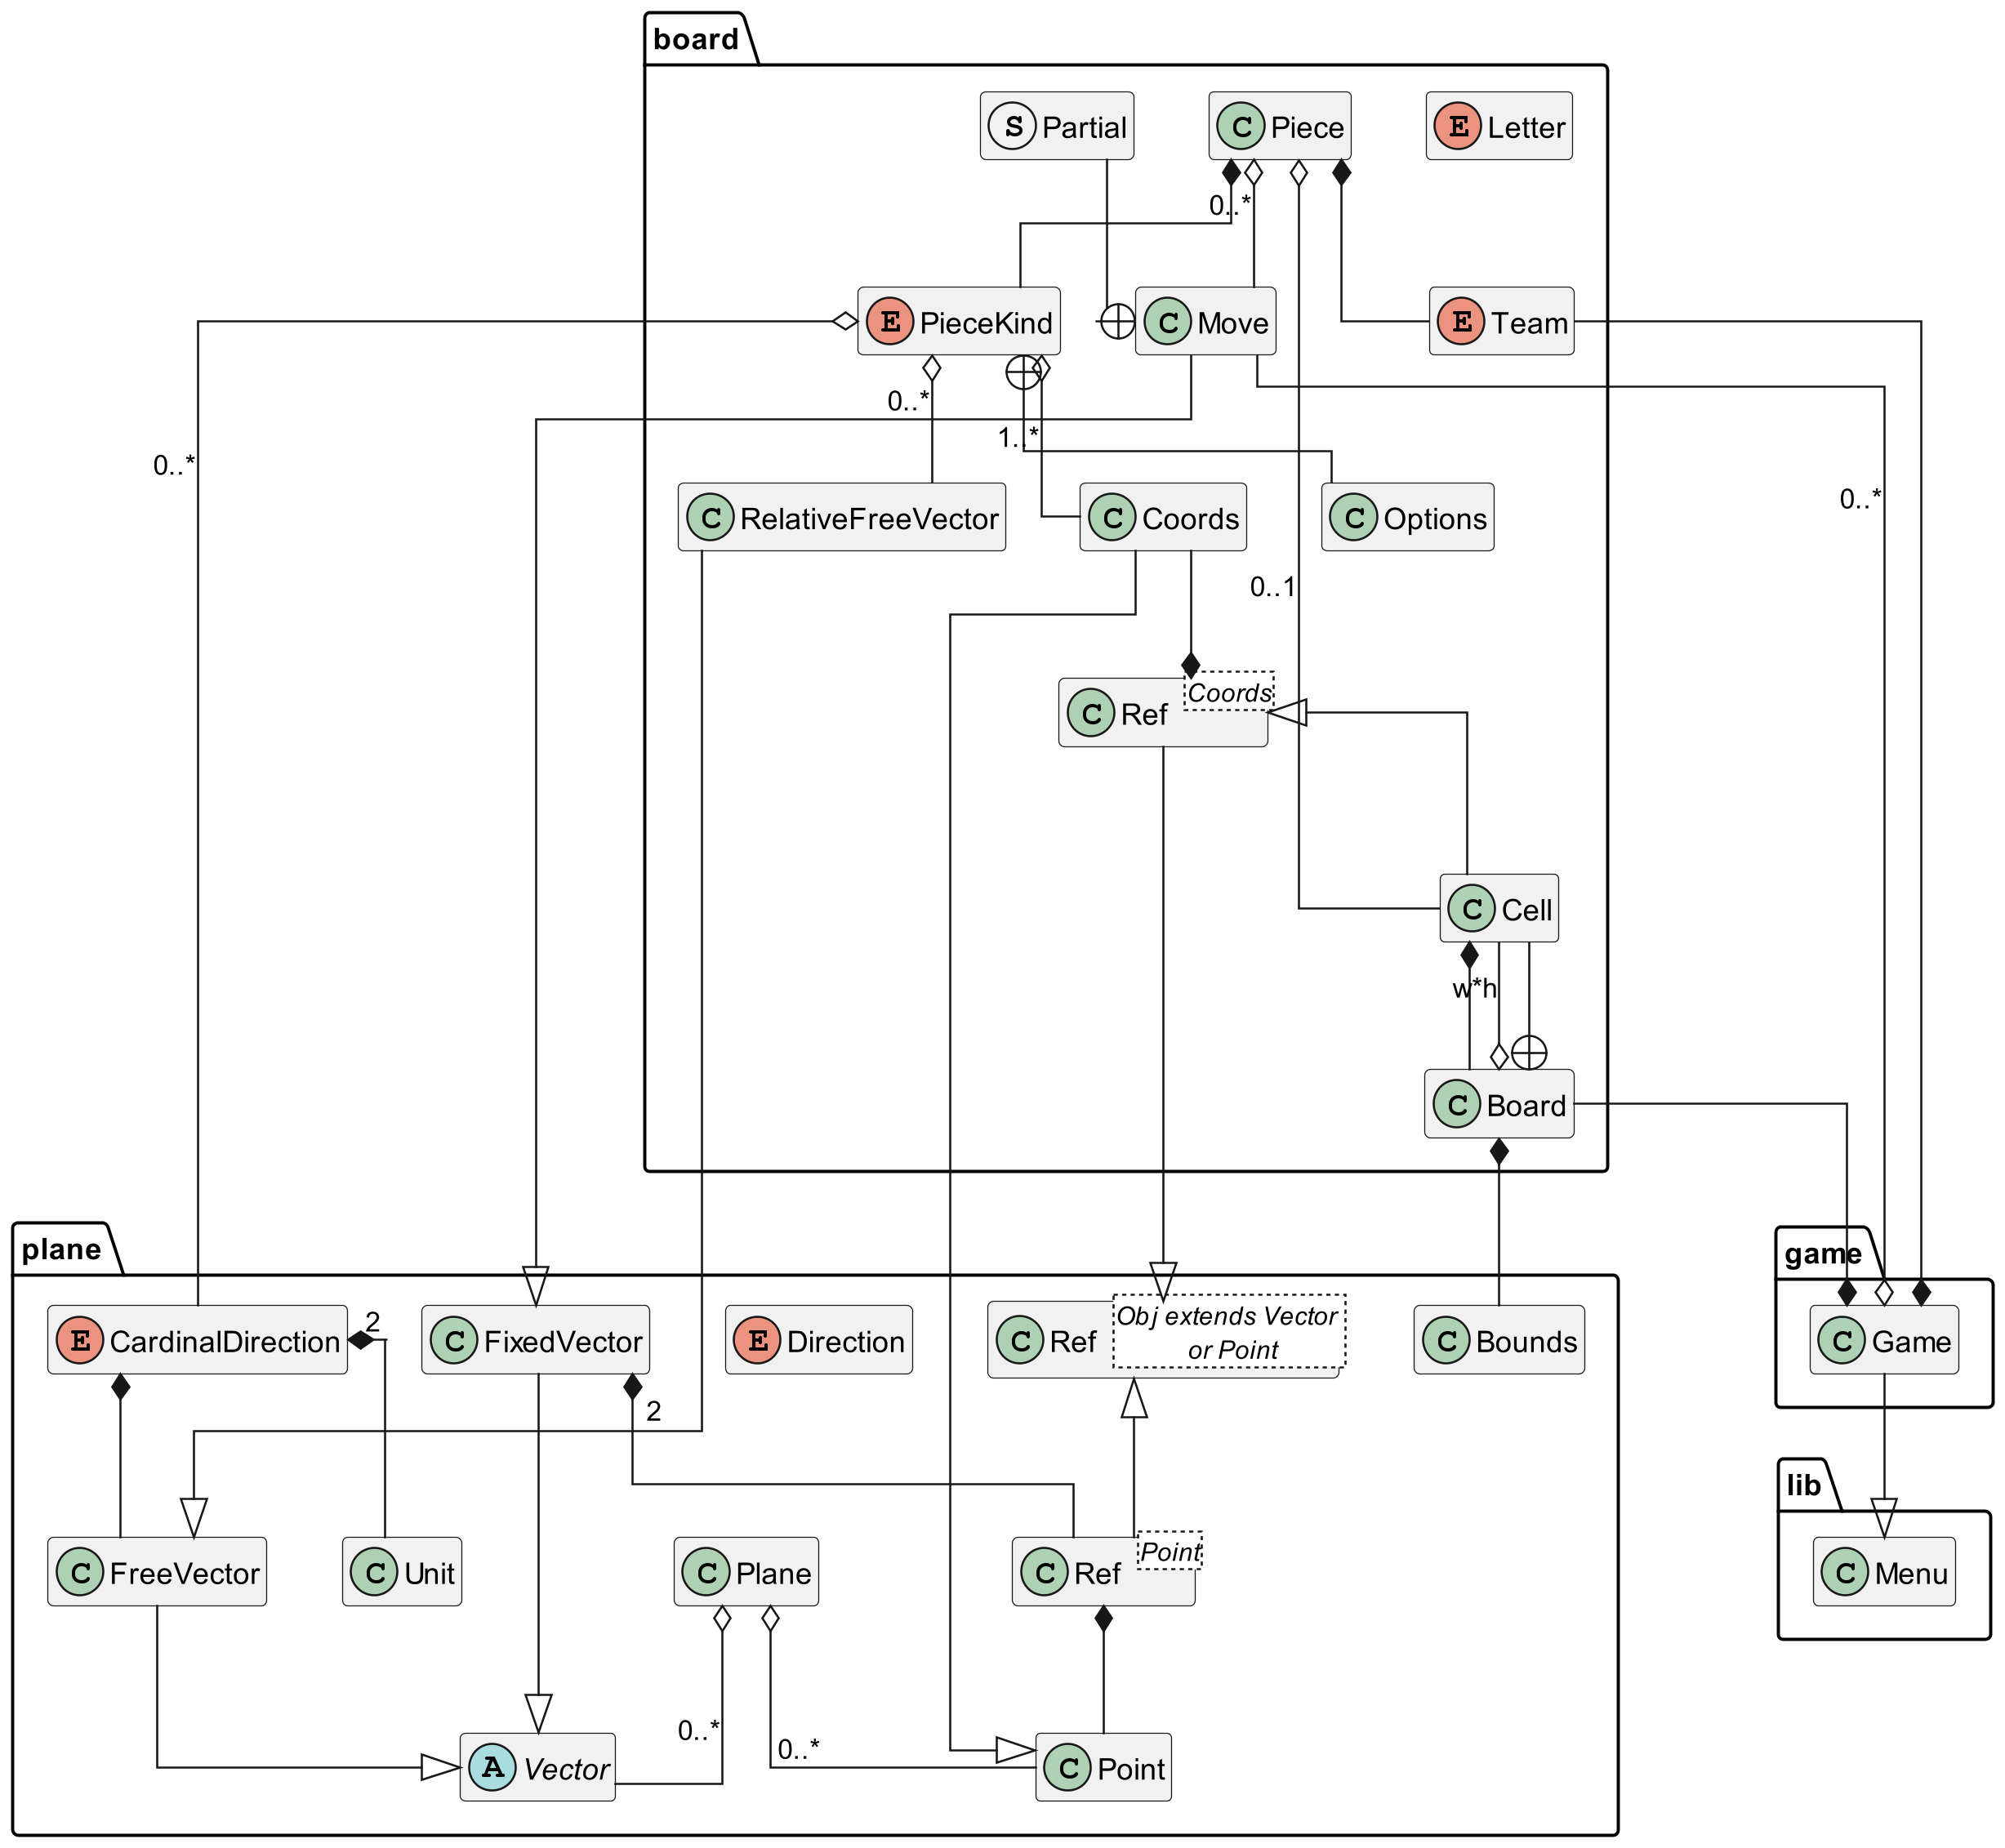 board
S Partial
C Piece
E Letter
0..*
E PieceKind
C Move
E Team
0..*
1..*
0..*
0..*
C RelativeFreeVector
C Coords
C Options
0..1
Coords
C Ref
C Cell
w*h
C Board
plane
game
E CardinalDirection
2
C FixedVector
E Direction
C Ref
Obj extends Vector
or Point
C Bounds
C Game
2
lib
C FreeVector
C Unit
C Plane
C Ref
Point
C Menu
0..*
0..*
A Vector
C Point